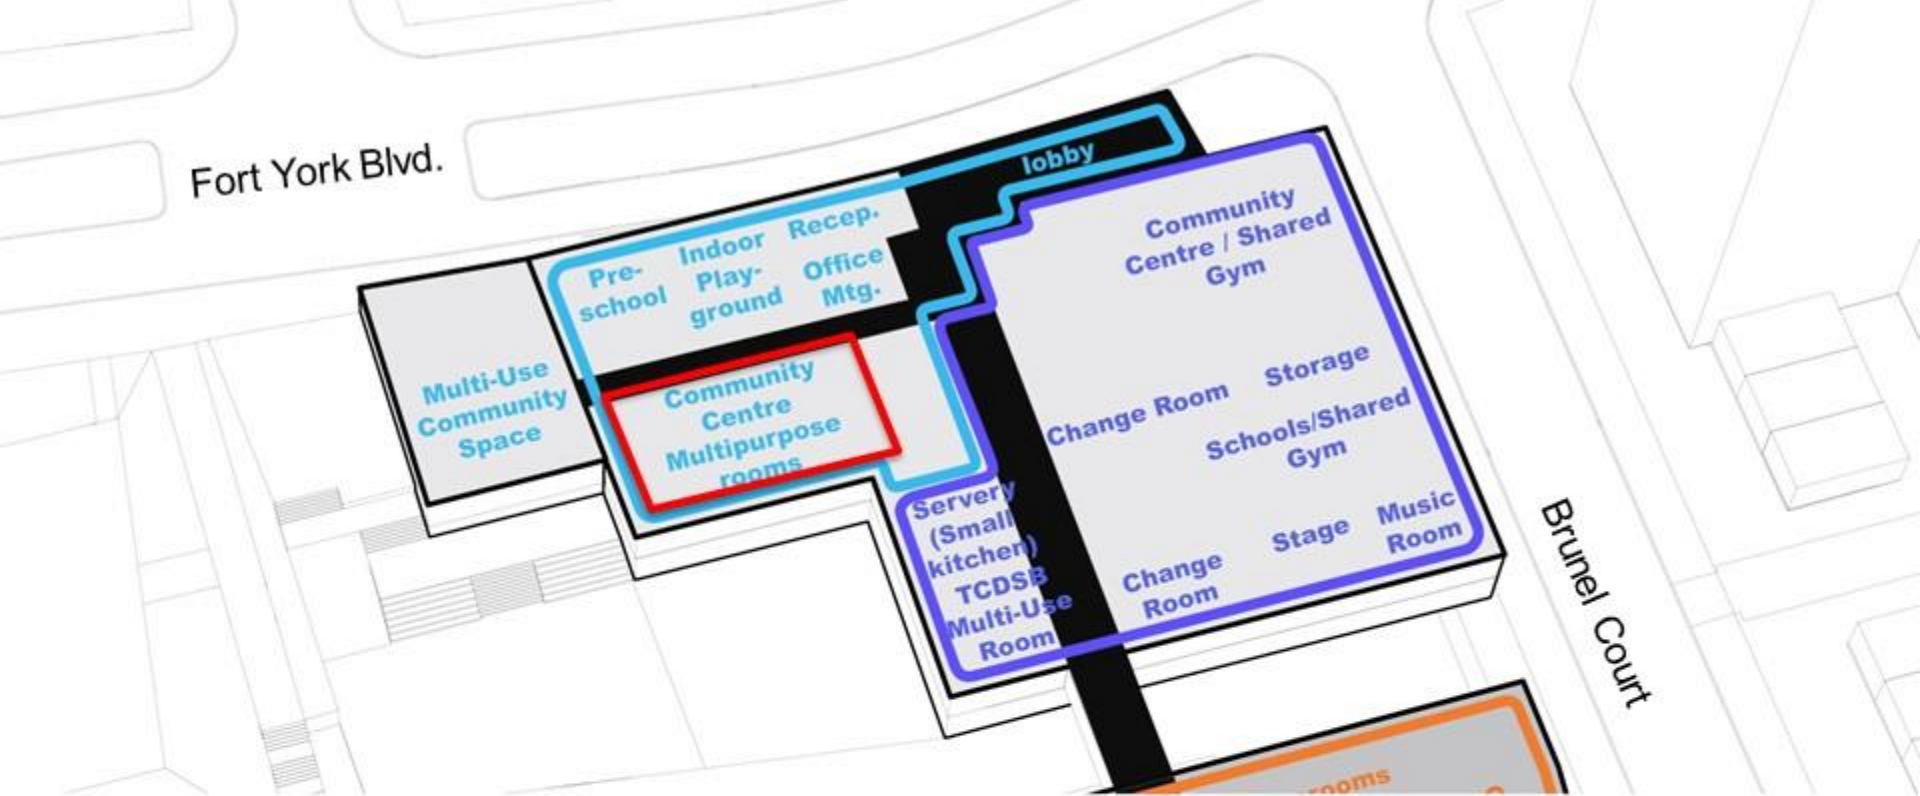 Fort York Blvd.
lobby
Pre-
school
Indoor
Play-
ground
Recep.
Office
Mtg.
Multi-Use
Community
Space
Community
Centre
Multipurpose
rooms
Community
Centre / Shared
Gym
Change Room
Storage
Schools/Shared
Gym
Servery
(Small
kitchen)
TCDSB
Multi-Use
Room
Change
Room
Stage
Music
Room
Brunel Court